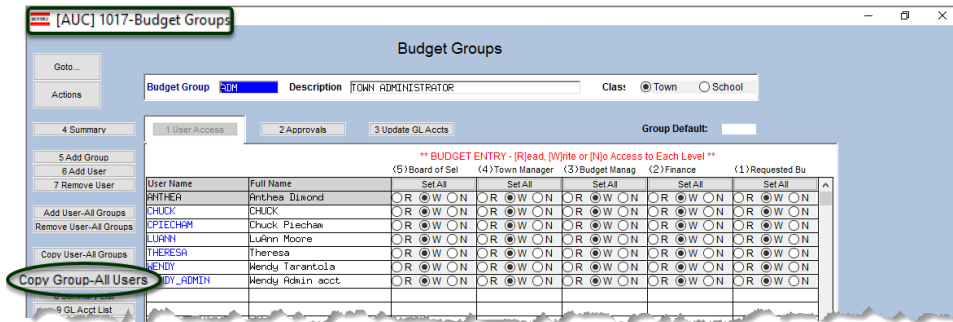 [AUC] 1017-Budget Groups
Budget Groups
Goto...
Actions
Budget Group ADM Description TOWN ADMINISTRATOR Clas: Town School
4 Summary 1 User Access 2 Approvals 3 Update GL Accts Group Default:
5 Add Group
6 Add User
7 Remove User
Add User-All Groups
Remove User-All Groups
Copy User-All Groups
Copy Group-All Users
9 GL Acct List
** BUDGET ENTRY - [R]ead, [W]rite or [N]o Access to Each Level **
(5)Board of Sel (4)Town Manager (3)Budget Manag (2)Finance (1)Requested Bu
User Name Full Name Set All Set All Set All Set All Set All
ANTHEA Anthea Dimond R W N R W N R W N R W N R W N
CHUCK CHUCK R W N R W N R W N R W N R W N
CPIECHAM Chuck Piecham R W N R W N R W N R W N R W N
LUANN LuAnn Moore R W N R W N R W N R W N R W N
THERESA Theresa R W N R W N R W N R W N R W N
WENDY Wendy Tarantola R W N R W N R W N R W N R W N
NDY_ADMIN Wendy Admin acct R W N R W N R W N R W N R W N